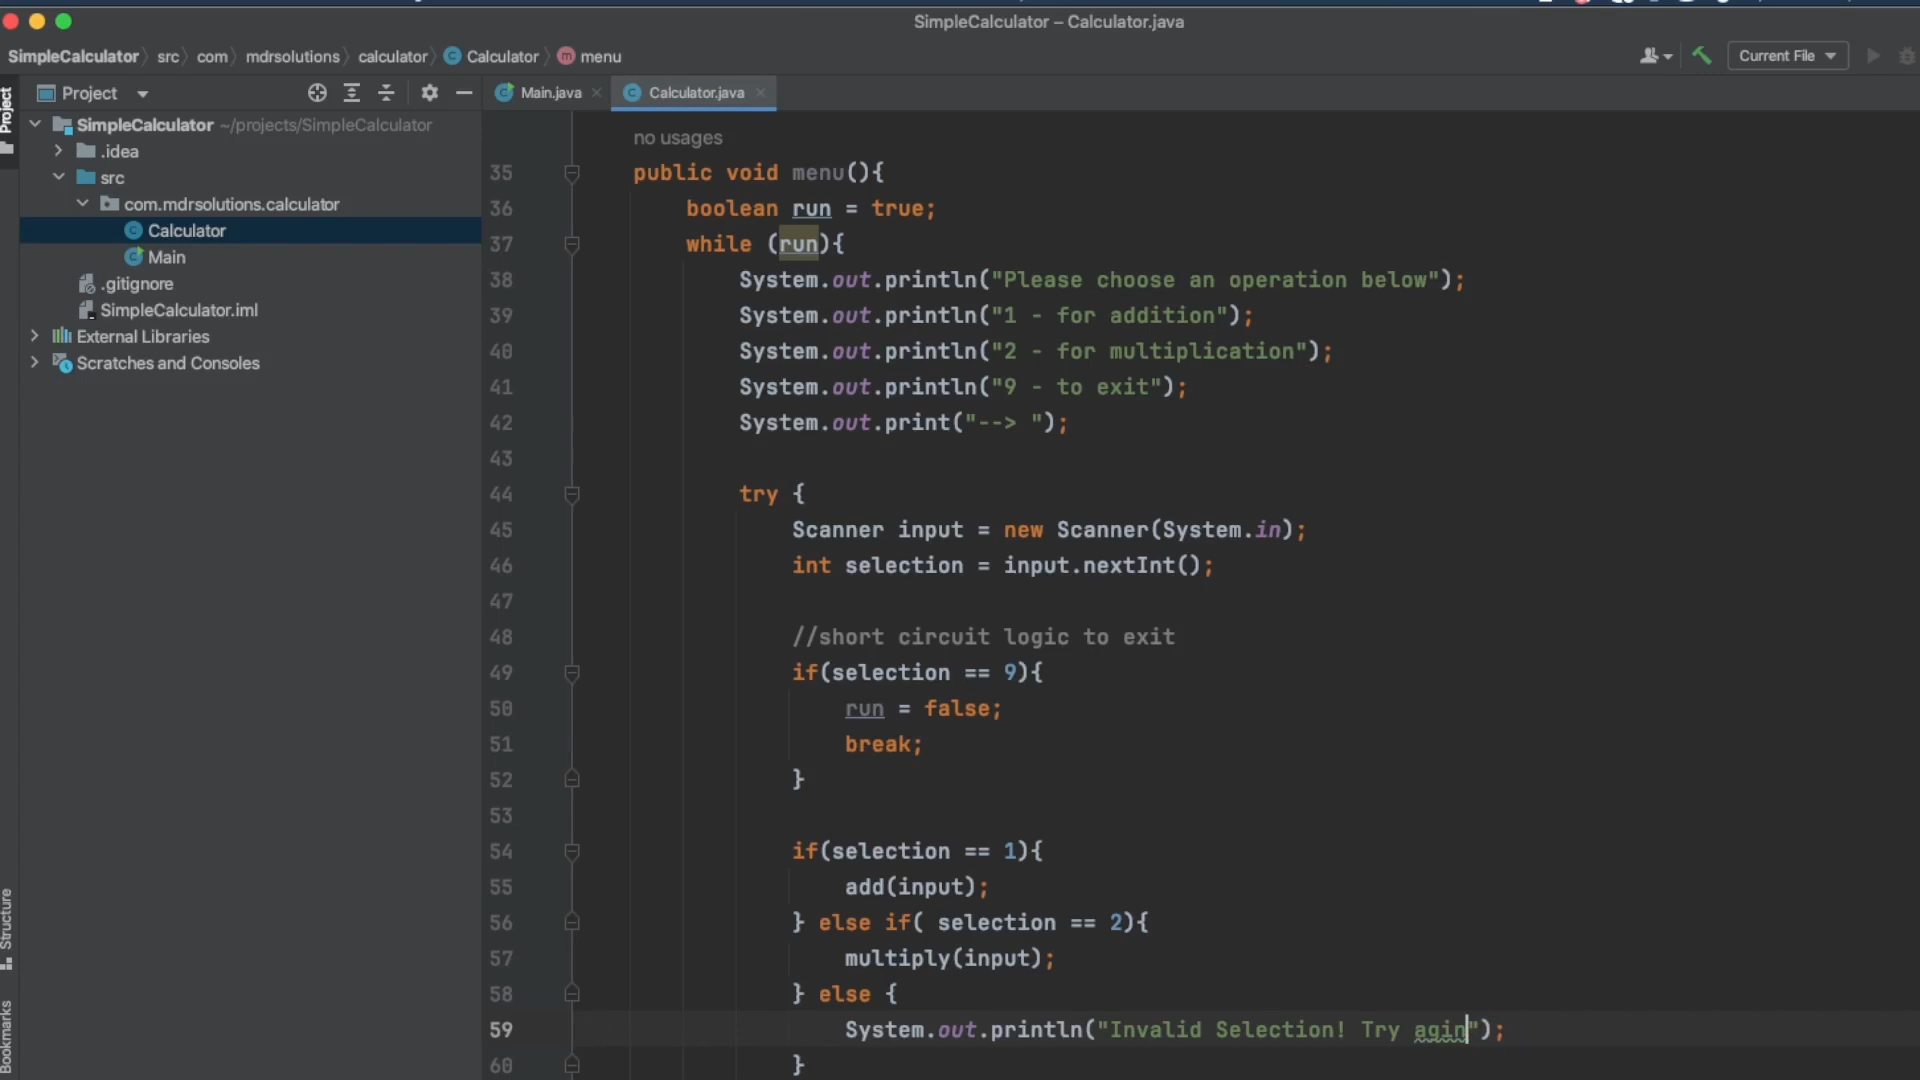 SimpleCalculator – Calculator.java
SimpleCalculator src com mdrsolutions calculator Calculator menu
Current File
Project
Project
Main.java
Calculator.java
SimpleCalculator ~/projects/SimpleCalculator
.idea
src
com.mdrsolutions.calculator
Calculator
Main
.gitignore
SimpleCalculator.iml
External Libraries
Scratches and Consoles
Structure
Bookmarks
no usages
35 public void menu(){
36 boolean run = true;
37 while (run){
38 System.out.println("Please choose an operation below");
39 System.out.println("1 - for addition");
40 System.out.println("2 - for multiplication");
41 System.out.println("9 - to exit");
42 System.out.print("--> ");
43
44 try {
45 Scanner input = new Scanner(System.in);
46 int selection = input.nextInt();
47
48 //short circuit logic to exit
49 if(selection == 9){
50 run = false;
51 break;
52 }
53
54 if(selection == 1){
55 add(input);
56 } else if( selection == 2){
57 multiply(input);
58 } else {
59 System.out.println("Invalid Selection! Try agin");
60 }